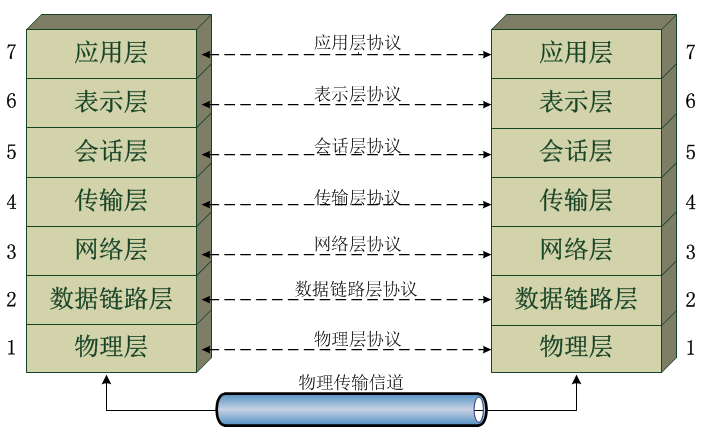 7 应用层 应用层协议 应用层 7
6 表示层 表示层协议 表示层 6
5 会话层 会话层协议 会话层 5
4 传输层 传输层协议 传输层 4
3 网络层 网络层协议 网络层 3
2 数据链路层 数据链路层协议 数据链路层 2
1 物理层 物理层协议 物理层 1
物理传输信道